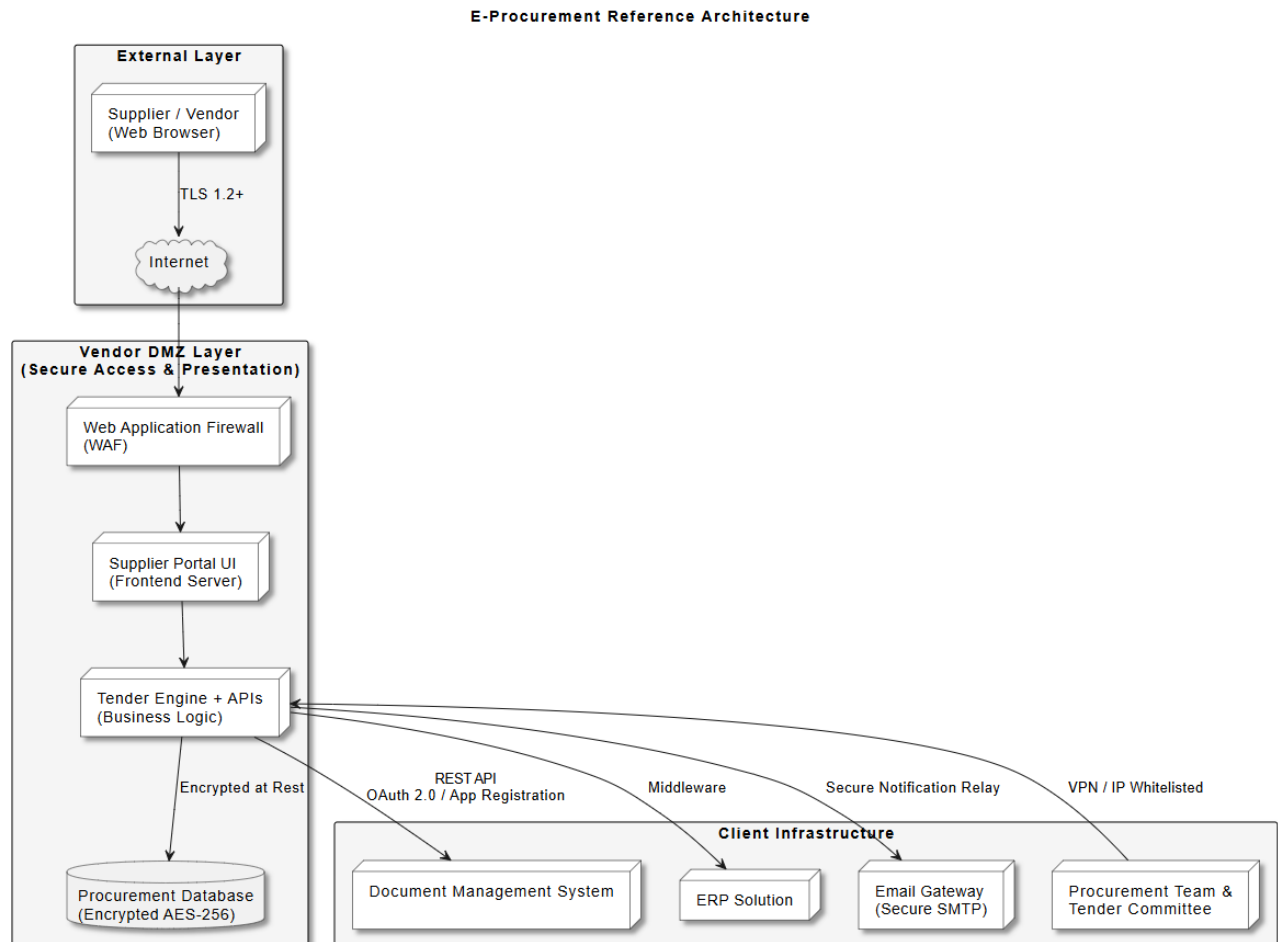 E-Procurement Reference Architecture
External Layer
Supplier / Vendor
(Web Browser)
TLS 1.2+
Internet
Vendor DMZ Layer
(Secure Access & Presentation)
Web Application Firewall
(WAF)
Supplier Portal UI
(Frontend Server)
Tender Engine + APIs
(Business Logic)
Encrypted at Rest
REST API
OAuth 2.0 / App Registration
Middleware
Secure Notification Relay
VPN / IP Whitelisted
Client Infrastructure
Procurement Database
(Encrypted AES-256)
Document Management System
ERP Solution
Email Gateway
(Secure SMTP)
Procurement Team &
Tender Committee